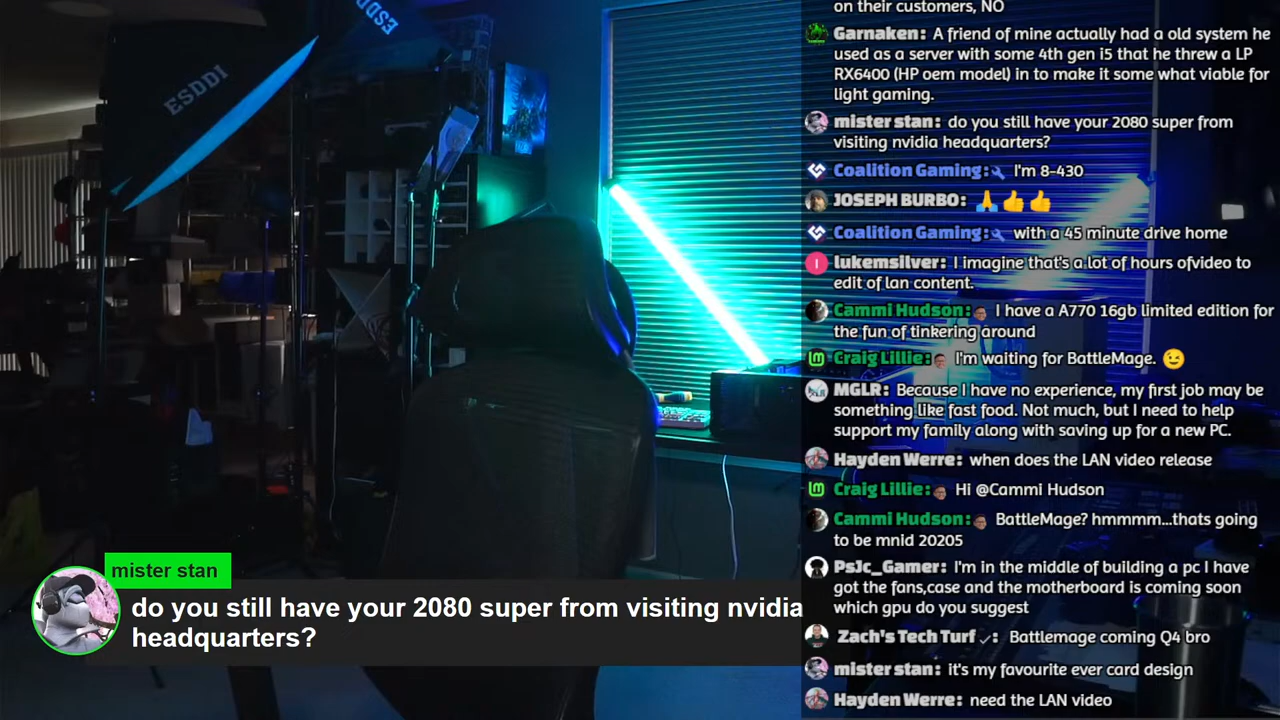 on their customers, NO
Garnaken: A friend of mine actually had a old system he
used as a server with some 4th gen i5 that he threw a LP
RX6400 (HP oem model) in to make it some what viable for
light gaming.
mister stan: do you still have your 2080 super from
visiting nvidia headquarters?
Coalition Gaming: I'm 8-430
JOSEPH BURBO: 🙏👍👍
Coalition Gaming: with a 45 minute drive home
lukemsilver: I imagine that's a lot of hours ofvideo to
edit of lan content.
Cammi Hudson: I have a A770 16gb limited edition for
the fun of tinkering around
Craig Lillie: I'm waiting for BattleMage. 😉
MGLR: Because I have no experience, my first job may be
something like fast food. Not much, but I need to help
support my family along with saving up for a new PC.
Hayden Werre: when does the LAN video release
Craig Lillie: Hi @Cammi Hudson
Cammi Hudson: BattleMage? hmmmm...thats going
to be mnid 20205
PsJc_Gamer: I'm in the middle of building a pc I have
got the fans,case and the motherboard is coming soon
which gpu do you suggest
Zach's Tech Turf ✓: Battlemage coming Q4 bro
mister stan: it's my favourite ever card design
Hayden Werre: need the LAN video
ESDDI
ESDDI
mister stan
do you still have your 2080 super from visiting nvidia
headquarters?